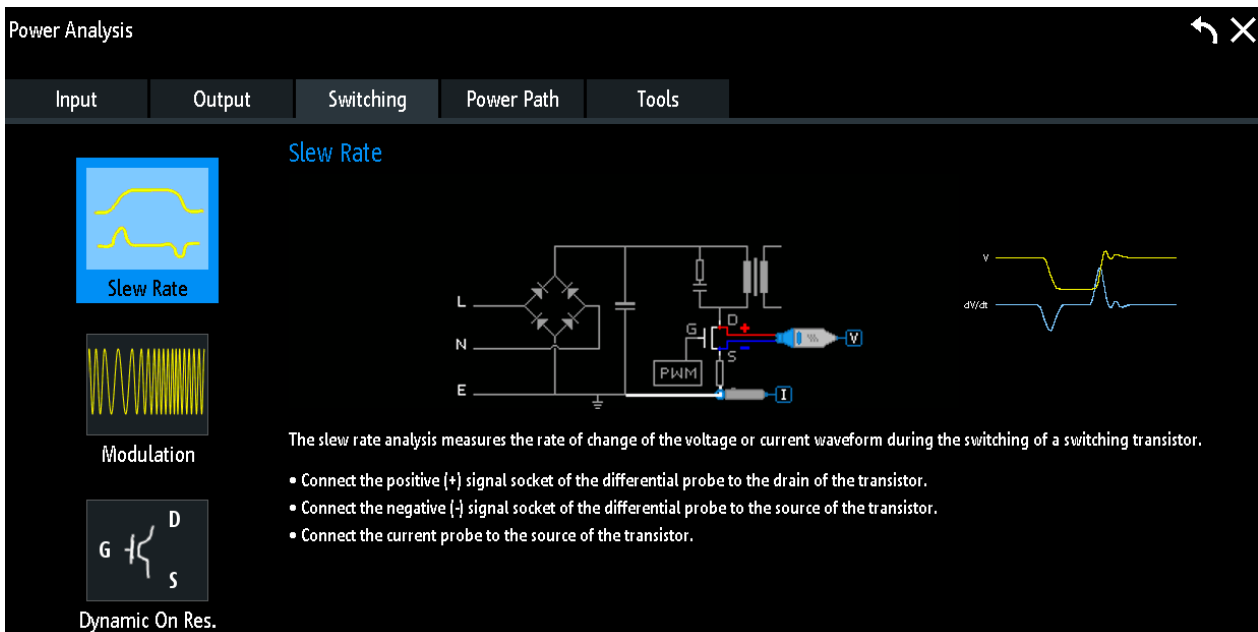 Power Analysis
Input
Output
Switching
Power Path
Tools
Slew Rate
Slew Rate
Modulation
G
D
S
Dynamic On Res.
L
N
E
G
D
+
-
S
PWM
V
I
V
dV/dt
The slew rate analysis measures the rate of change of the voltage or current waveform during the switching of a switching transistor.
• Connect the positive (+) signal socket of the differential probe to the drain of the transistor.
• Connect the negative (-) signal socket of the differential probe to the source of the transistor.
• Connect the current probe to the source of the transistor.